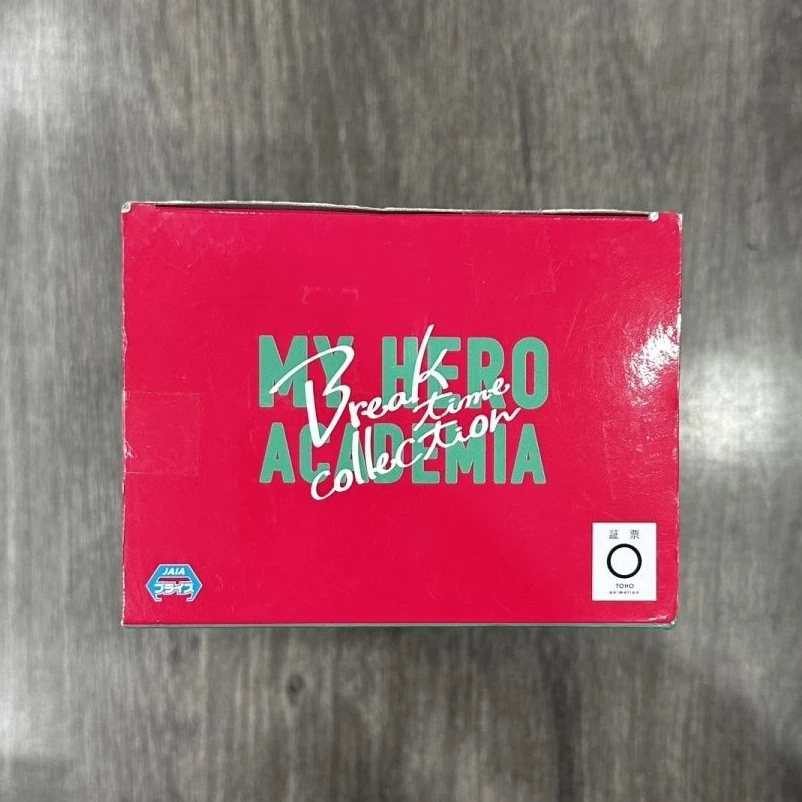 MY HERO
ACADEMIA
Break
time
collection
JAIA
プライズ
証 票
TOHO
animation